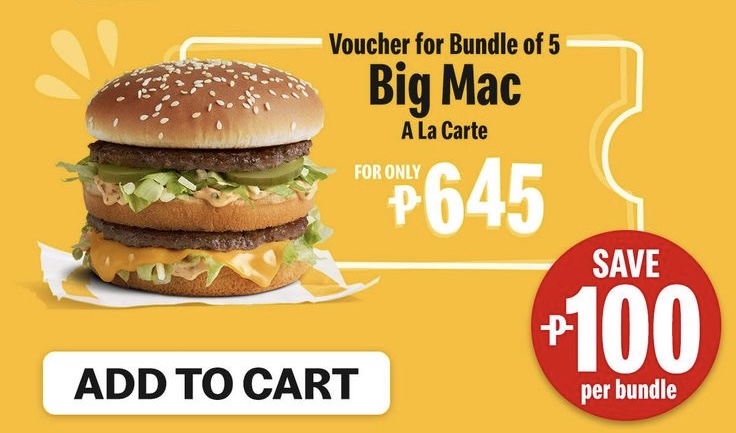 Voucher for Bundle of 5
Big Mac
A La Carte
FOR ONLY
₱645
SAVE
₱100
per bundle
ADD TO CART